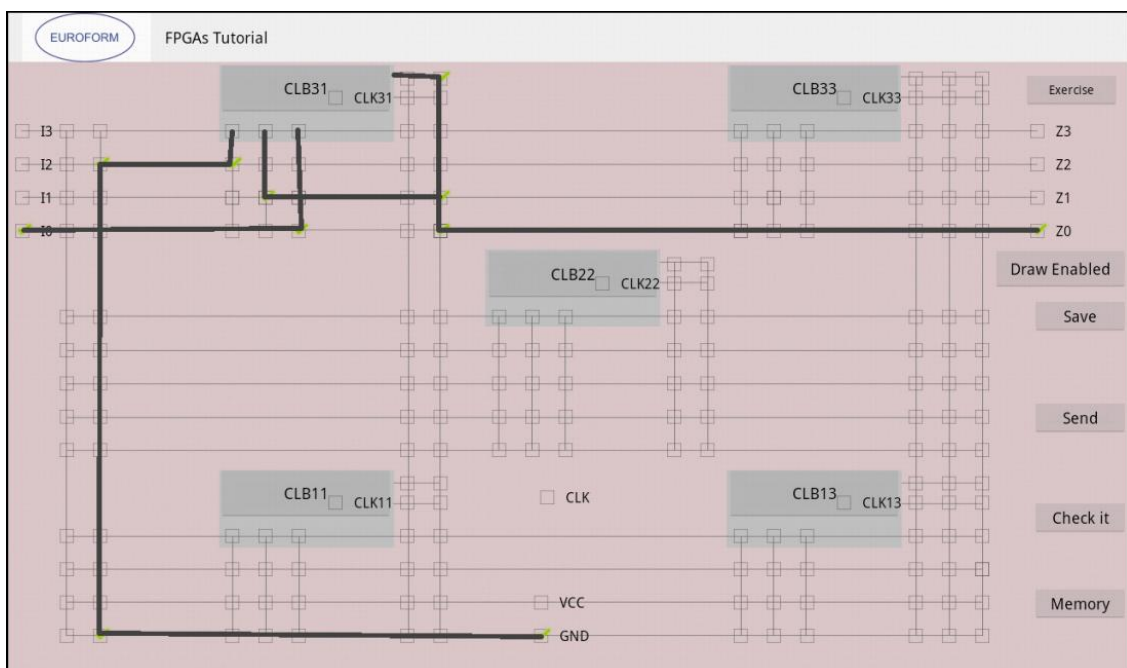 EUROFORM FPGAs Tutorial
CLB31 CLK31 CLB33 CLK33 Exercise
I3 Z3
I2 Z2
I1 Z1
I0 Z0
CLB22 CLK22 Draw Enabled
Save
Send
CLB11 CLK11 CLK CLB13 CLK13
Check it
VCC Memory
GND